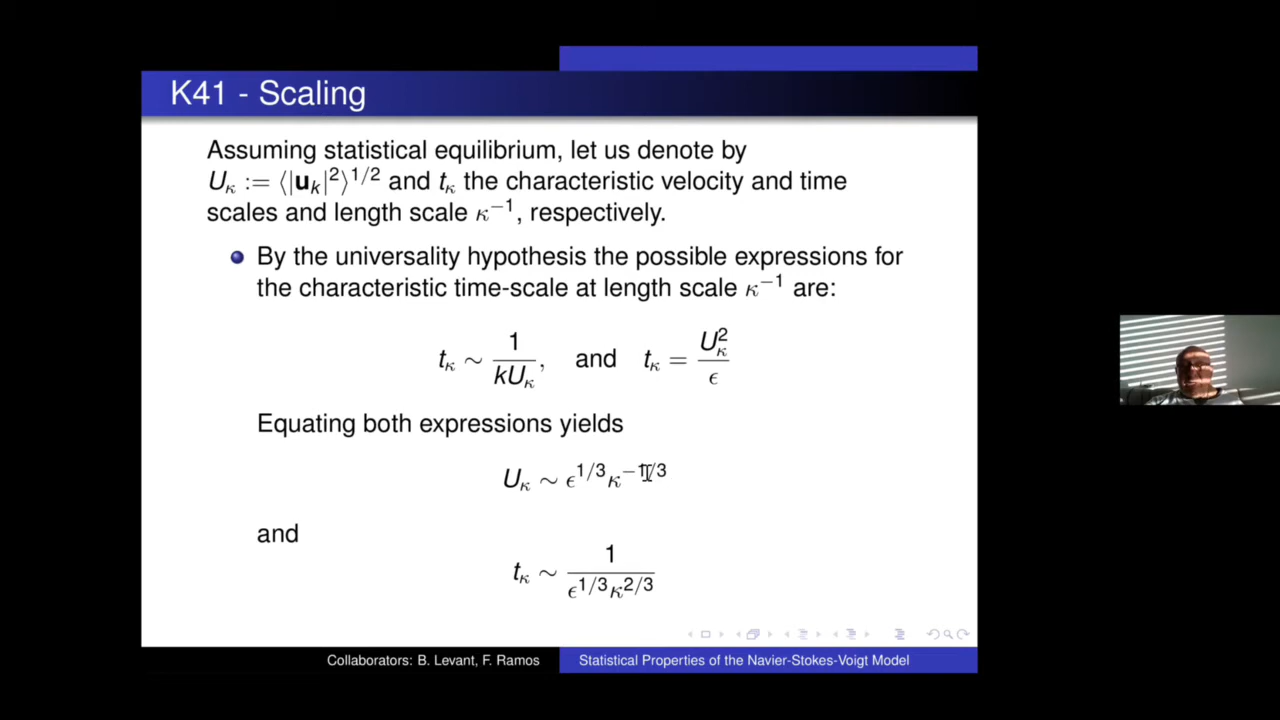 K41 - Scaling
Assuming statistical equilibrium, let us denote by
U_κ := ⟨|u_k|²⟩^{1/2} and t_κ the characteristic velocity and time
scales and length scale κ⁻¹, respectively.
By the universality hypothesis the possible expressions for
the characteristic time-scale at length scale κ⁻¹ are:
t_κ ∼ 1/(kU_κ), and t_κ = U_κ²/ϵ
Equating both expressions yields
U_κ ∼ ϵ^{1/3}κ^{−1/3}
and
t_κ ∼ 1/(ϵ^{1/3}κ^{2/3})
Collaborators: B. Levant, F. Ramos
Statistical Properties of the Navier-Stokes-Voigt Model